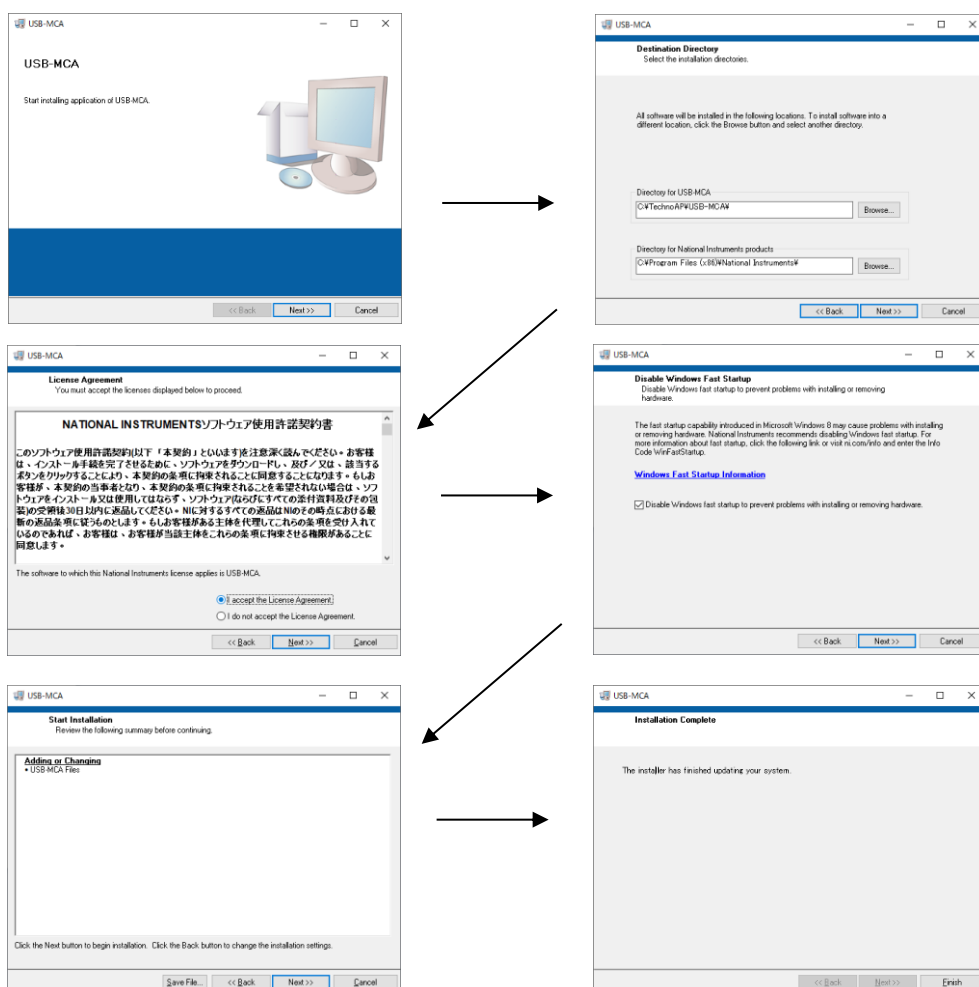 USB-MCA
USB-MCA
Start installing application of USB-MCA.
<< Back
Next >>
Cancel
USB-MCA
Destination Directory
Select the installation directories.
All software will be installed in the following locations. To install software into a
different location, click the Browse button and select another directory.
Directory for USB-MCA
C:¥TechnoAP¥USB-MCA¥
Browse...
Directory for National Instruments products
C:¥Program Files (x86)¥National Instruments¥
Browse...
<< Back
Next >>
Cancel
USB-MCA
License Agreement
You must accept the licenses displayed below to proceed.
NATIONAL INSTRUMENTSソフトウェア使用許諾契約書
このソフトウェア使用許諾契約(以下「本契約」といいます)を注意深く読んでください。お客様
は、インストール手続を完了させるために、ソフトウェアをダウンロードし、及び／又は、該当する
ボタンをクリックすることにより、本契約の条項に拘束されることに同意することになります。もしお
客様が、本契約の当事者となり、本契約の条項に拘束されることを希望されない場合は、ソフ
トウェアをインストール又は使用してはならず、ソフトウェア(ならびにすべての添付資料及びその包
装)の受領後30日以内に返品してください。NIに対するすべての返品はNIのその時点における最
新の返品条項に従うものとします。もしお客様がある主体を代理してこれらの条項を受け入れて
いるのであれば、お客様は、お客様が当該主体をこれらの条項に拘束させる権限があることに
同意します。
The software to which this National Instruments license applies is USB-MCA.
I accept the License Agreement.
I do not accept the License Agreement.
<< Back
Next >>
Cancel
USB-MCA
Disable Windows Fast Startup
Disable Windows fast startup to prevent problems with installing or removing
hardware.
The fast startup capability introduced in Microsoft Windows 8 may cause problems with installing
or removing hardware. National Instruments recommends disabling Windows fast startup. For
more information about fast startup, click the following link or visit ni.com/info and enter the Info
Code WinFastStartup.
Windows Fast Startup Information
Disable Windows fast startup to prevent problems with installing or removing hardware.
<< Back
Next >>
Cancel
USB-MCA
Start Installation
Review the following summary before continuing.
Adding or Changing
• USB-MCA Files
Click the Next button to begin installation. Click the Back button to change the installation settings.
Save File...
<< Back
Next >>
Cancel
USB-MCA
Installation Complete
The installer has finished updating your system.
<< Back
Next >>
Finish